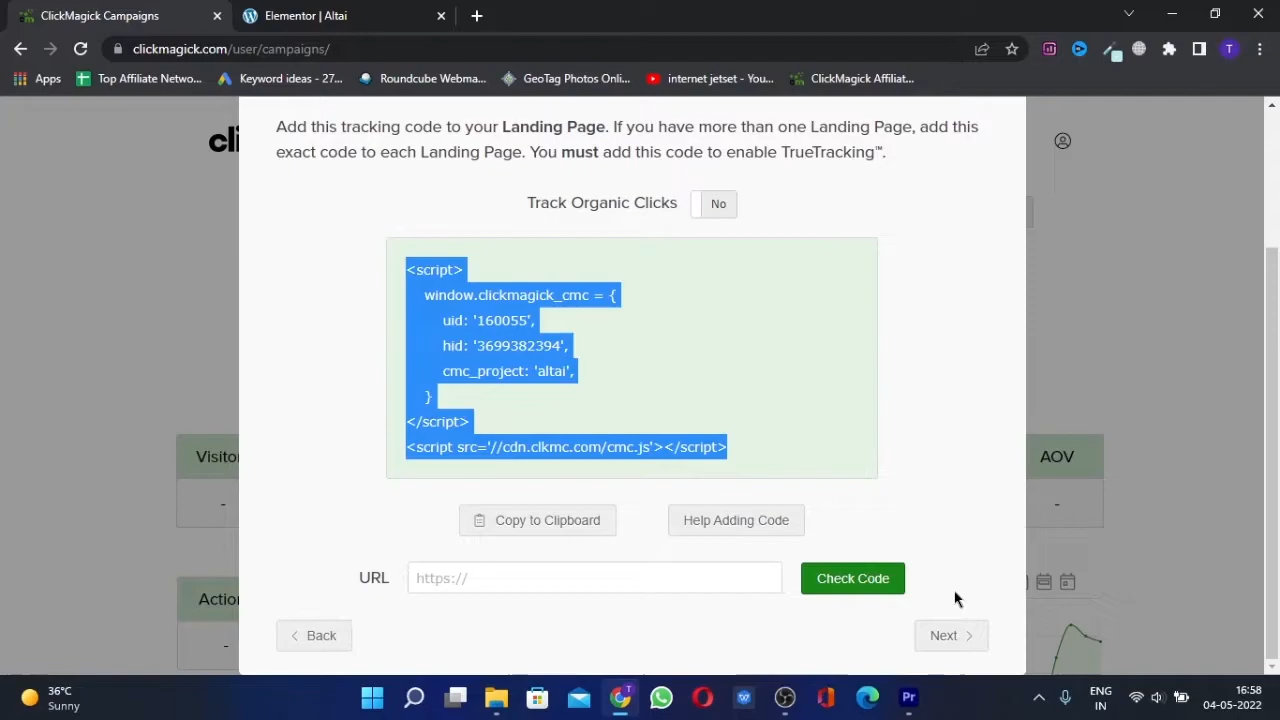 ClickMagick Campaigns
Elementor | Altai
clickmagick.com/user/campaigns/
T
Apps
Top Affiliate Netwo...
Keyword ideas - 27...
Roundcube Webma...
GeoTag Photos Onlin...
internet jetset - You...
ClickMagick Affiliat...
cli
Add this tracking code to your Landing Page. If you have more than one Landing Page, add this
exact code to each Landing Page. You must add this code to enable TrueTracking™.
Track Organic Clicks No
<script>
window.clickmagick_cmc = {
uid: '160055',
hid: '3699382394',
cmc_project: 'altai',
}
</script>
<script src='//cdn.clkmc.com/cmc.js'></script>
Visito
AOV
-
-
Copy to Clipboard
Help Adding Code
URL https:// Check Code
Action
-
Back
Next
36°C
Sunny
T
Pr
ENG
IN
16:58
04-05-2022